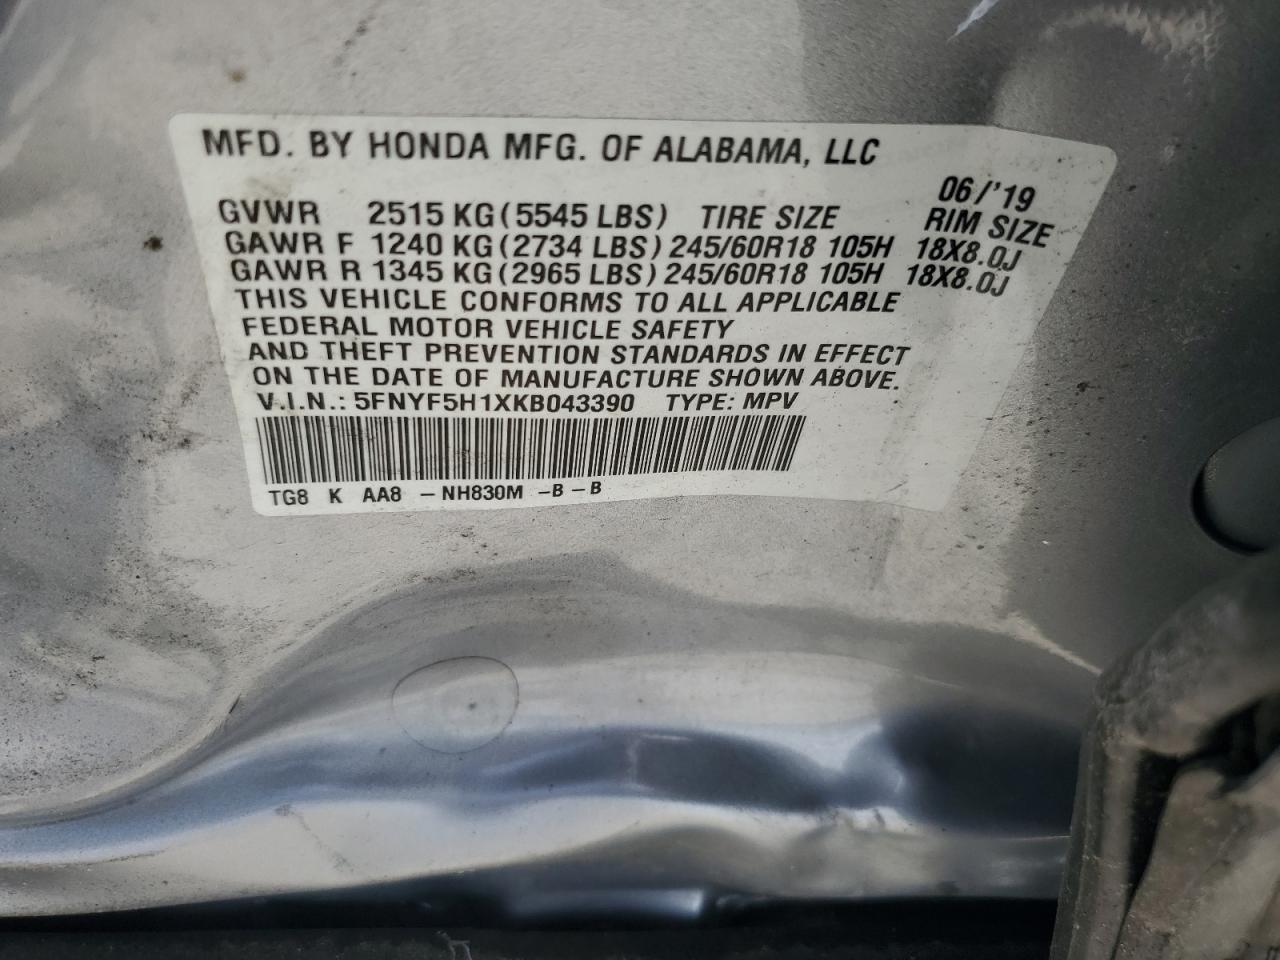 MFD. BY HONDA MFG. OF ALABAMA, LLC
06/'19
GVWR 2515 KG (5545 LBS) TIRE SIZE RIM SIZE
GAWR F 1240 KG (2734 LBS) 245/60R18 105H 18X8.0J
GAWR R 1345 KG (2965 LBS) 245/60R18 105H 18X8.0J
THIS VEHICLE CONFORMS TO ALL APPLICABLE
FEDERAL MOTOR VEHICLE SAFETY
AND THEFT PREVENTION STANDARDS IN EFFECT
ON THE DATE OF MANUFACTURE SHOWN ABOVE.
V.I.N.: 5FNYF5H1XKB043390 TYPE: MPV
TG8 K AA8 - NH830M - B - B